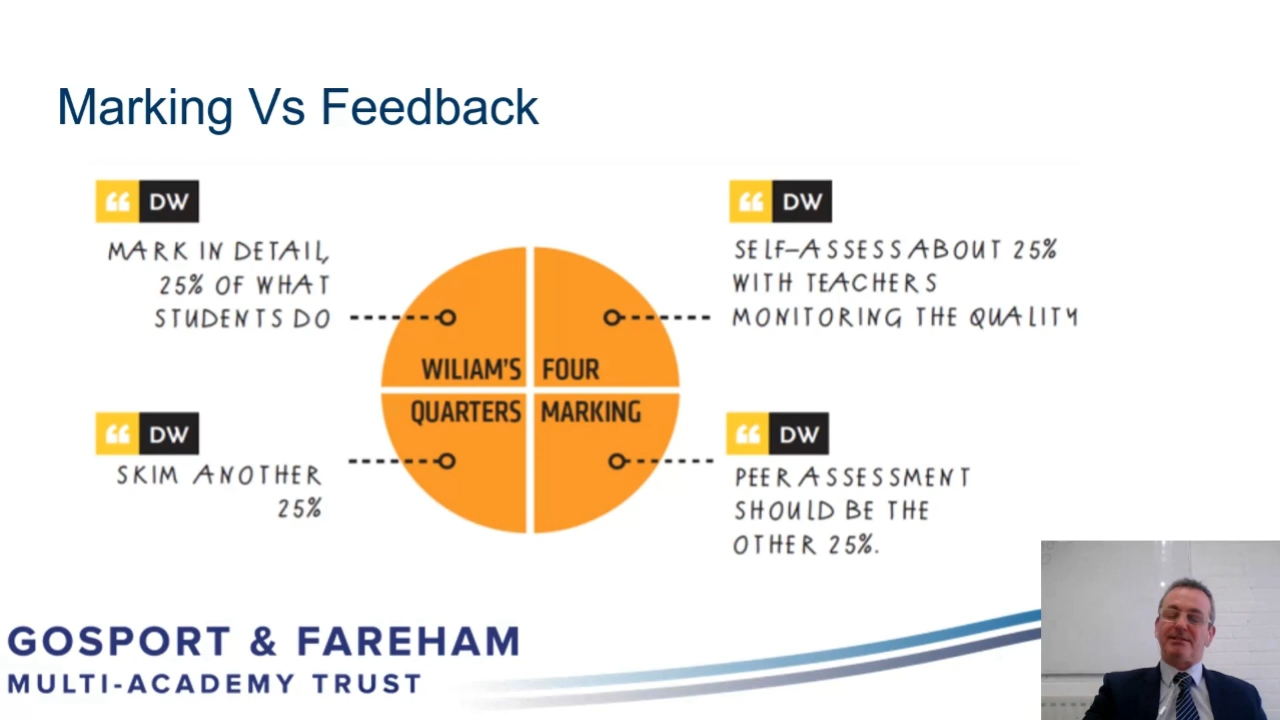 Marking Vs Feedback
DW
MARK IN DETAIL,
25% OF WHAT
STUDENTS DO
DW
SELF-ASSESS ABOUT 25%
WITH TEACHERS
MONITORING THE QUALITY
WILIAM'S FOUR
QUARTERS MARKING
DW
SKIM ANOTHER
25%
DW
PEER ASSESSMENT
SHOULD BE THE
OTHER 25%.
GOSPORT & FAREHAM
MULTI-ACADEMY TRUST